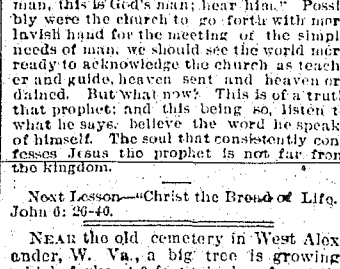 man, this is God's man; hear him." Possi
bly were the church to go forth with mor
lavish hand for the meeting of the simpl
needs of man, we should see the world mor
ready to acknowledge the church as teach
er and guide, heaven sent and heaven or
dained. But what now? This is of a trut
that prophet; and this being so, listen t
what he says, believe the word he speak
of himself. The soul that consistently con
fesses Jesus the prophet is not far from
the kingdom.
Next Lesson—"Christ the Bread of Life.
John 6: 26-40.
NEAR the old cemetery in West Alex
ander, W. Va., a big tree is growing